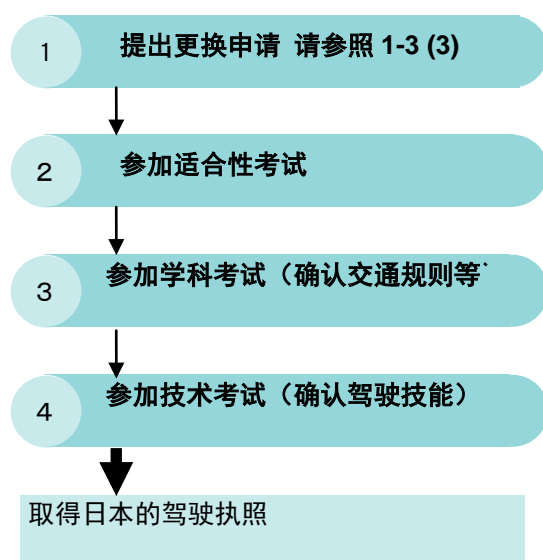 1 提出更换申请 请参照 1-3 (3)
2 参加适合性考试
3 参加学科考试（确认交通规则等
4 参加技术考试（确认驾驶技能）
取得日本的驾驶执照